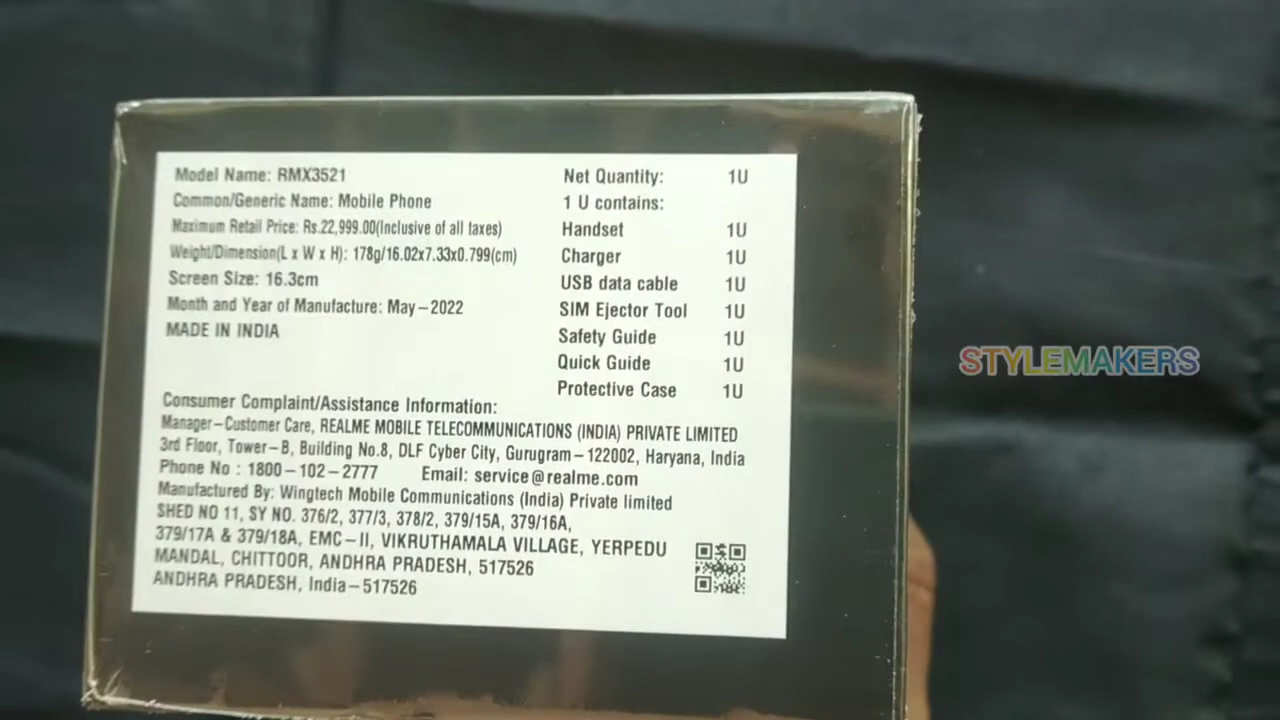 Model Name: RMX3521
Common/Generic Name: Mobile Phone
Maximum Retail Price: Rs.22,999.00(Inclusive of all taxes)
Weight/Dimension(L x W x H): 178g/16.02x7.33x0.799(cm)
Screen Size: 16.3cm
Month and Year of Manufacture: May-2022
MADE IN INDIA
Net Quantity: 1U
1 U contains:
Handset 1U
Charger 1U
USB data cable 1U
SIM Ejector Tool 1U
Safety Guide 1U
Quick Guide 1U
Protective Case 1U
Consumer Complaint/Assistance Information:
Manager-Customer Care, REALME MOBILE TELECOMMUNICATIONS (INDIA) PRIVATE LIMITED
3rd Floor, Tower-B, Building No.8, DLF Cyber City, Gurugram-122002, Haryana, India
Phone No : 1800-102-2777 Email: service@realme.com
Manufactured By: Wingtech Mobile Communications (India) Private limited
SHED NO 11, SY NO. 376/2, 377/3, 378/2, 379/15A, 379/16A,
379/17A & 379/18A, EMC-II, VIKRUTHAMALA VILLAGE, YERPEDU
MANDAL, CHITTOOR, ANDHRA PRADESH, 517526
ANDHRA PRADESH, India-517526
STYLEMAKERS